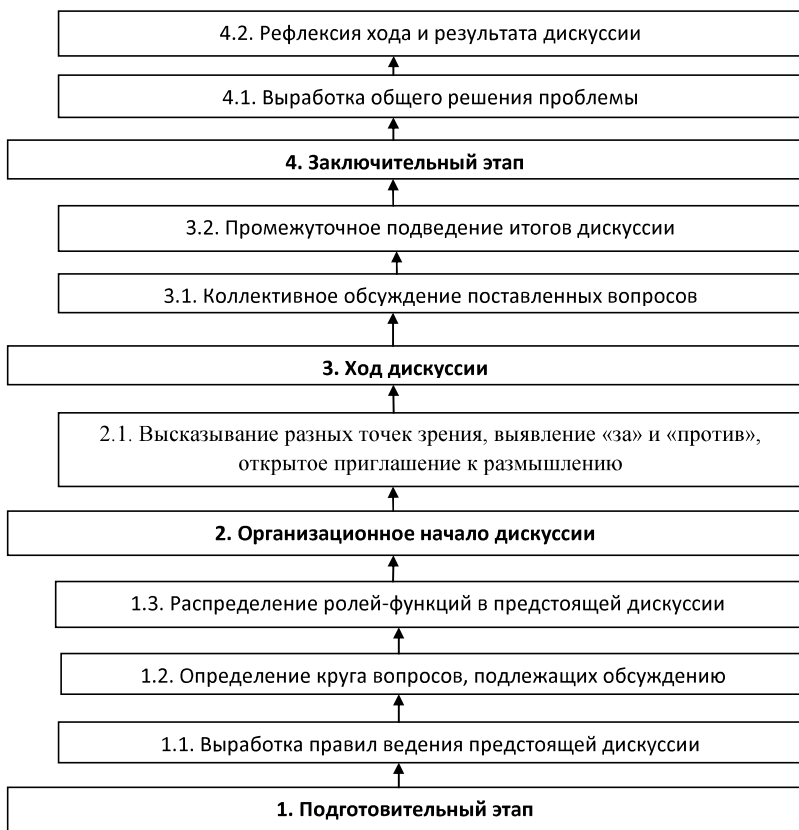 4.2. Рефлексия хода и результата дискуссии
4.1. Выработка общего решения проблемы
4. Заключительный этап
3.2. Промежуточное подведение итогов дискуссии
3.1. Коллективное обсуждение поставленных вопросов
3. Ход дискуссии
2.1. Высказывание разных точек зрения, выявление «за» и «против»,
открытое приглашение к размышлению
2. Организационное начало дискуссии
1.3. Распределение ролей-функций в предстоящей дискуссии
1.2. Определение круга вопросов, подлежащих обсуждению
1.1. Выработка правил ведения предстоящей дискуссии
1. Подготовительный этап